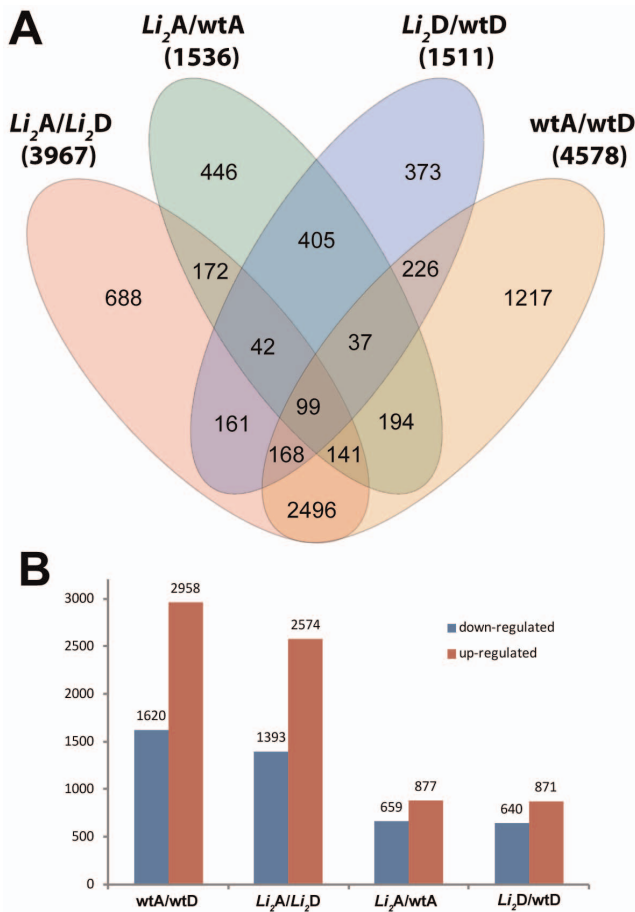 A
Li₂A/wtA
(1536)
Li₂D/wtD
(1511)
Li₂A/Li₂D
(3967)
wtA/wtD
(4578)
446
373
405
172
226
688
1217
42
37
99
161
194
168
141
2496
B
3000
2500
2000
1500
1000
500
0
2958
1620
2574
1393
659
877
640
871
down-regulated
up-regulated
wtA/wtD
Li₂A/Li₂D
Li₂A/wtA
Li₂D/wtD